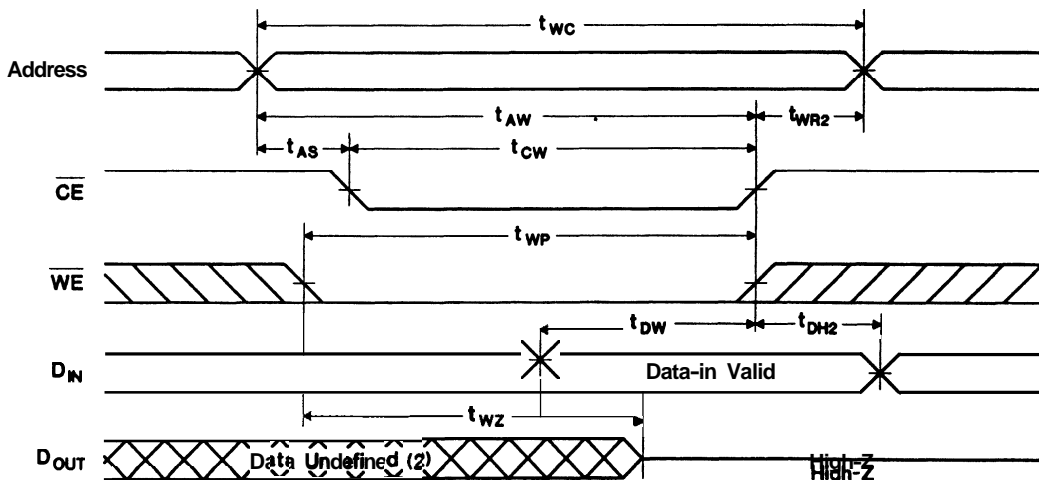 tWC
Address
tAW
tWR2
tAS
tCW
CE
tWP
WE
tDW
tDH2
DIN
Data-in Valid
tWZ
DOUT
Data Undefined (2)
High-Z
High-Z